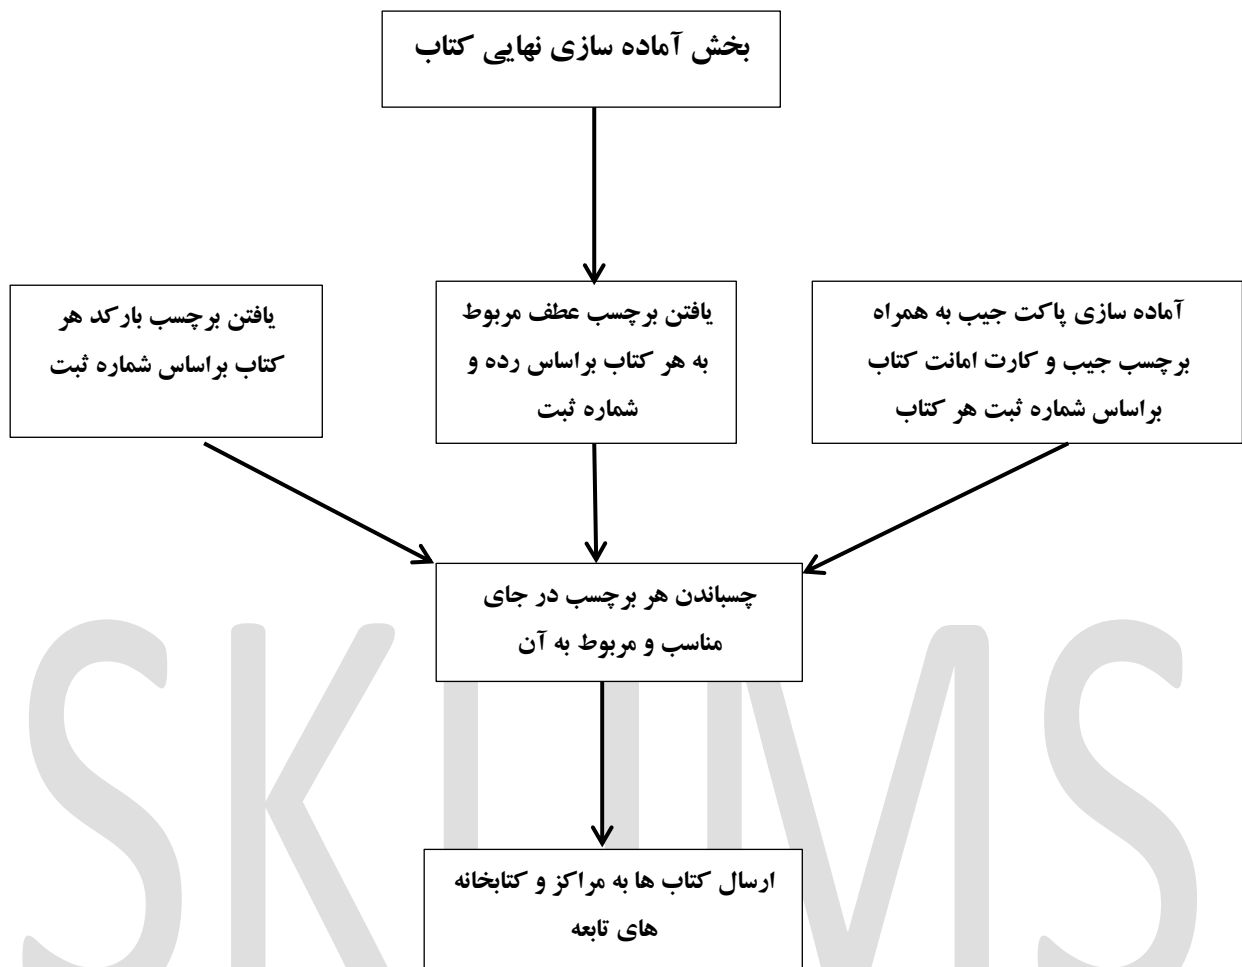 بخش آماده سازی نهایی کتاب
آماده سازی پاکت جیب به همراه
برچسب جیب و کارت امانت کتاب
براساس شماره ثبت هر کتاب
یافتن برچسب عطف مربوط
به هر کتاب براساس رده و
شماره ثبت
یافتن برچسب بارکد هر
کتاب براساس شماره ثبت
چسباندن هر برچسب در جای
مناسب و مربوط به آن
ارسال کتاب ها به مراکز و کتابخانه
های تابعه
SKUMS